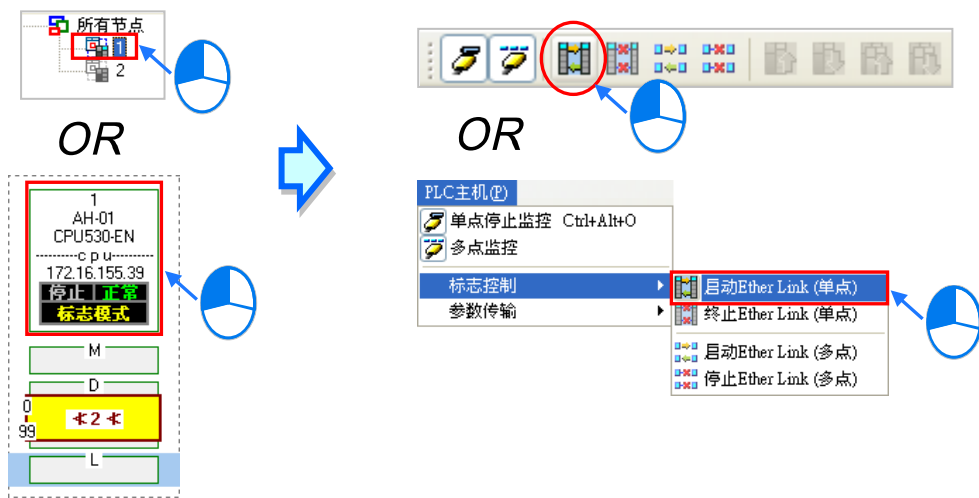 所有节点
1
2
OR
1
AH-01
CPU530-EN
--------c p u--------
172.16.155.39
停止 正常
标志模式
M
D
0
2
99
L
OR
PLC主机(P)
单点停止监控 Ctrl+Alt+O
多点监控
标志控制
参数传输
启动Ether Link (单点)
终止Ether Link (单点)
启动Ether Link (多点)
停止Ether Link (多点)